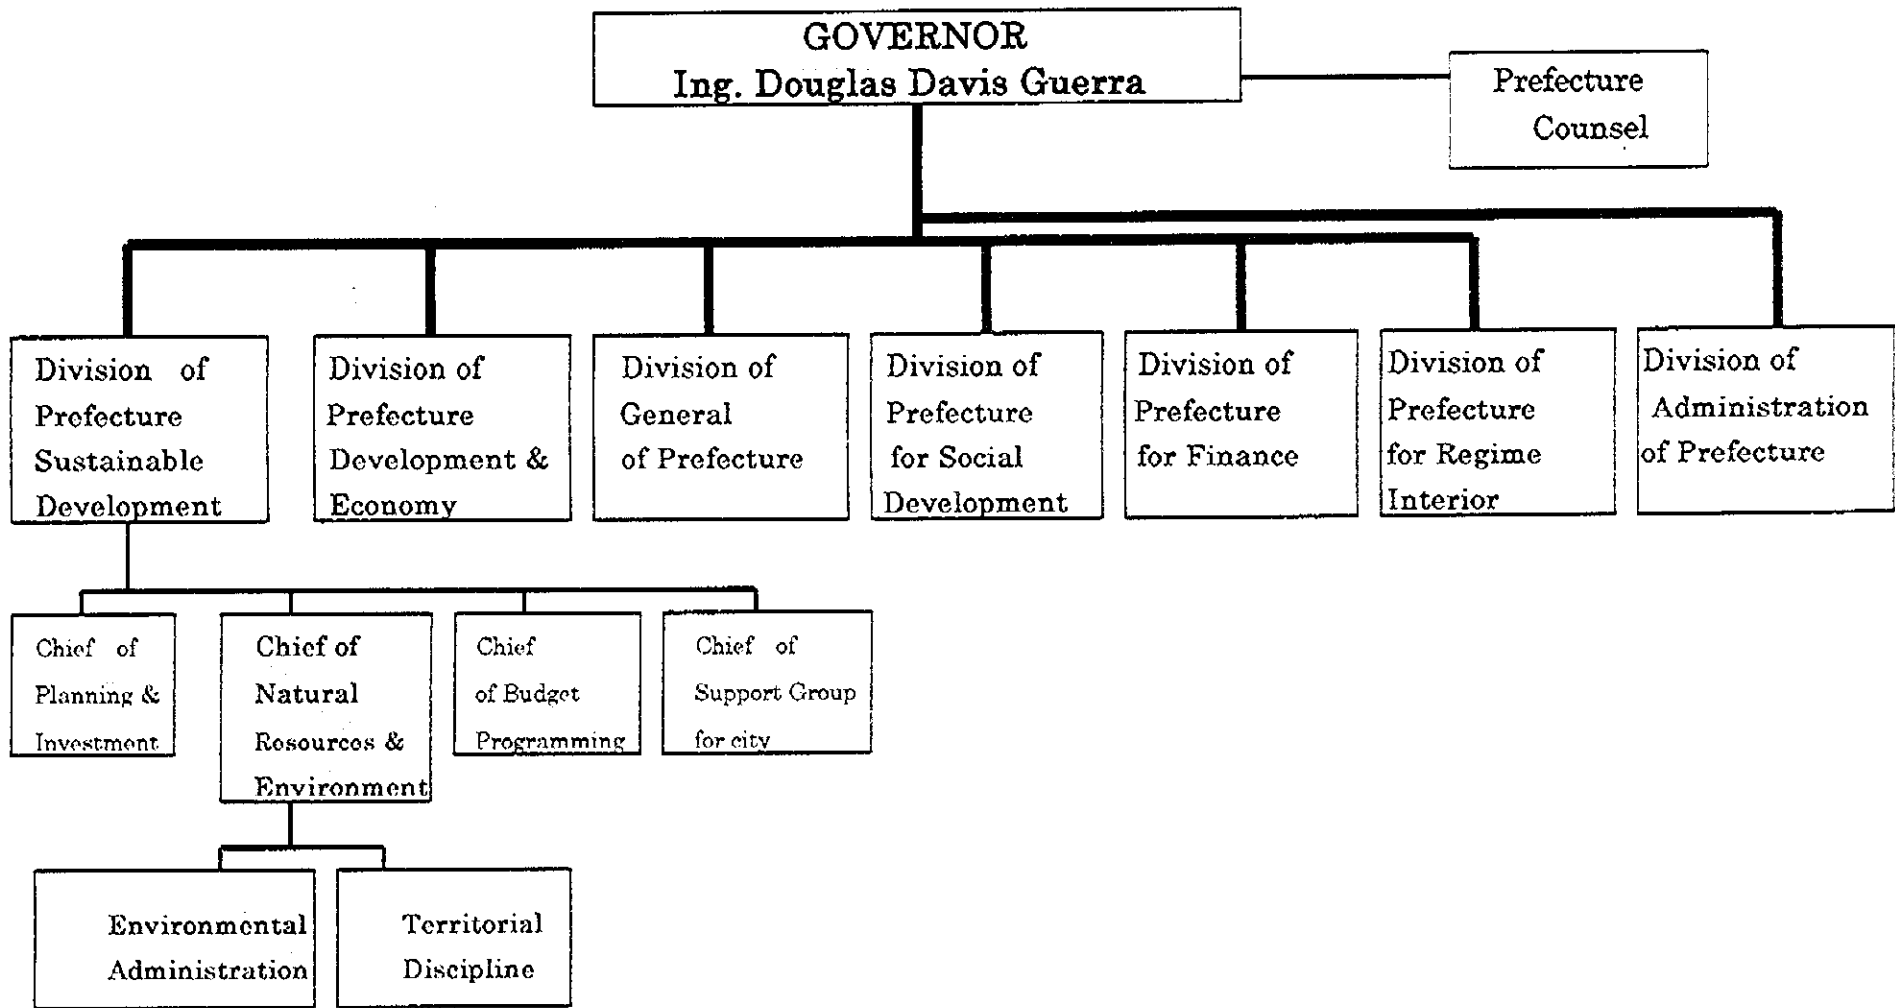 GOVERNOR
Ing. Douglas Davis Guerra
Prefecture
Counsel
Division of
Prefecture
Sustainable
Development
Division of
Prefecture
Development &
Economy
Division of
General
of Prefecture
Division of
Prefecture
for Social
Development
Division of
Prefecture
for Finance
Division of
Prefecture
for Regime
Interior
Division of
Administration
of Prefecture
Chief of
Planning &
Investment
Chief of
Natural
Resources &
Environment
Chief
of Budget
Programming
Chief of
Support Group
for city
Environmental
Administration
Territorial
Discipline